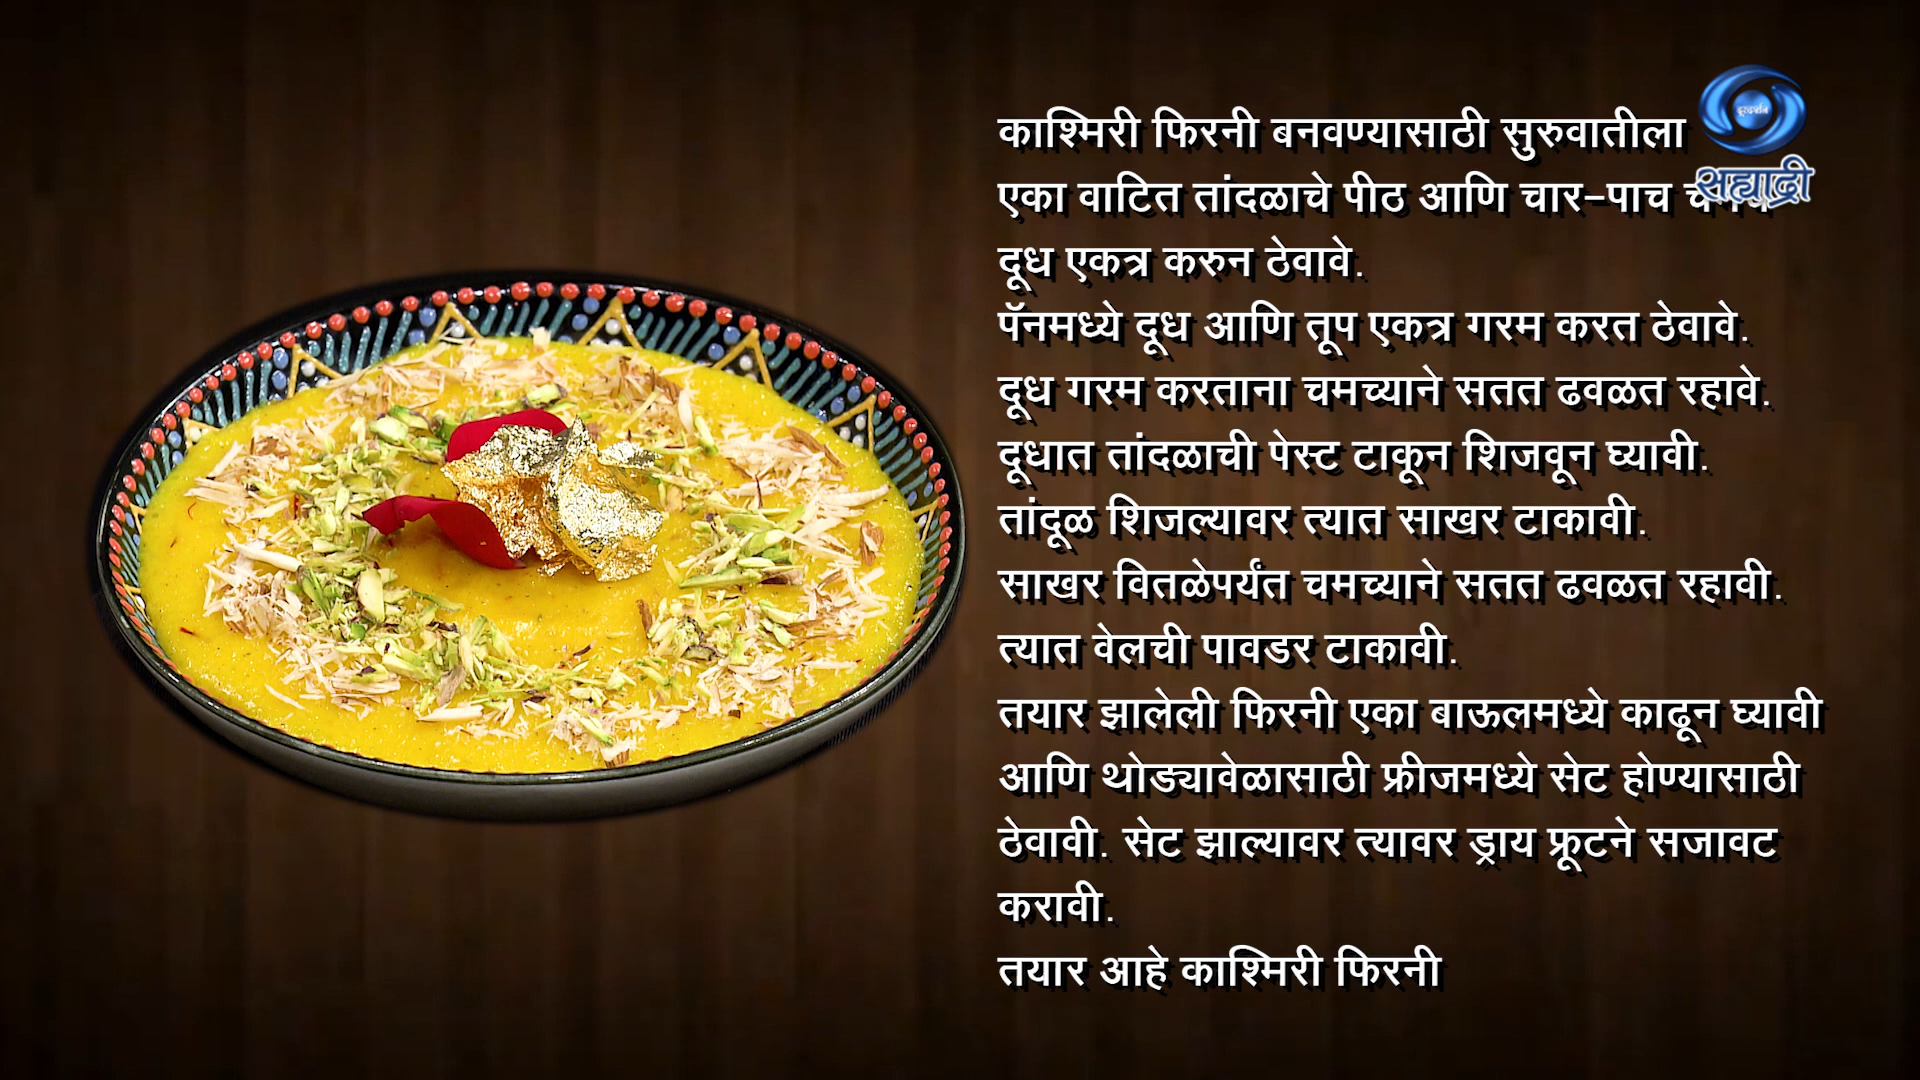 काश्मिरी फिरनी बनवण्यासाठी सुरुवातीला
एका वाटित तांदळाचे पीठ आणि चार-पाच
दूध एकत्र करुन ठेवावे.
पॅनमध्ये दूध आणि तूप एकत्र गरम करत ठेवावे.
दूध गरम करताना चमच्याने सतत ढवळत रहावे.
दूधात तांदळाची पेस्ट टाकून शिजवून घ्यावी.
तांदूळ शिजल्यावर त्यात साखर टाकावी.
साखर वितळेपर्यंत चमच्याने सतत ढवळत रहावी.
त्यात वेलची पावडर टाकावी.
तयार झालेली फिरनी एका बाऊलमध्ये काढून घ्यावी
आणि थोड्यावेळासाठी फ्रीजमध्ये सेट होण्यासाठी
ठेवावी. सेट झाल्यावर त्यावर ड्राय फ्रूटने सजावट
करावी.
तयार आहे काश्मिरी फिरनी
दूरदर्शन
सह्याद्री